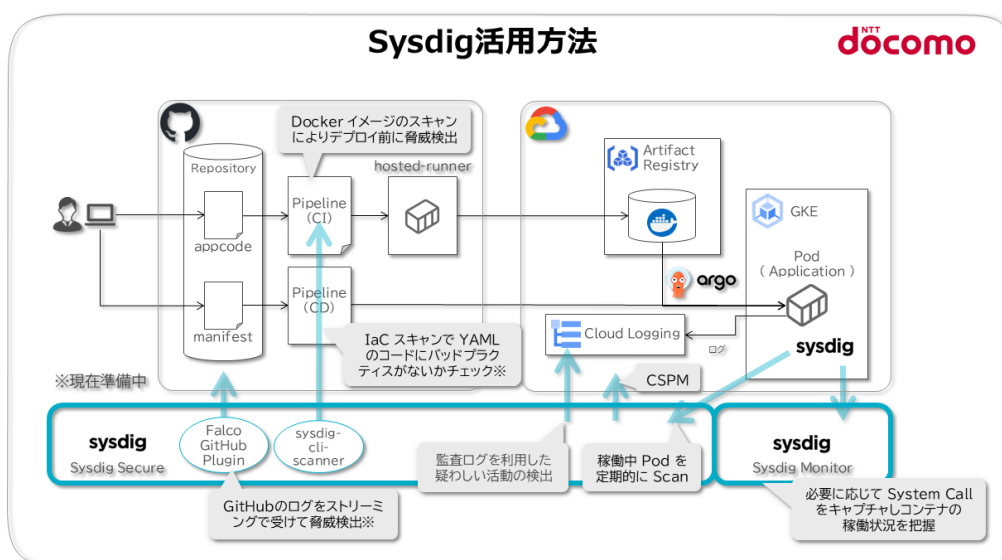 Sysdig活用方法
NTT
döcomo
Docker イメージのスキャン
によりデプロイ前に脅威検出
Repository
hosted-runner
Artifact
Registry
Pipeline
(CI)
appcode
GKE
Pod
( Application )
argo
Pipeline
(CD)
manifest
Cloud Logging
ログ
sysdig
IaC スキャンで YAML
のコードにバッドプラク
ティスがないかチェック※
CSPM
※現在準備中
sysdig
Sysdig Secure
Falco
GitHub
Plugin
sysdig-
cli-
scanner
監査ログを利用した
疑わしい活動の検出
稼働中 Pod を
定期的に Scan
sysdig
Sysdig Monitor
GitHubのログをストリーミ
ングで受けて脅威検出※
必要に応じて System Call
をキャプチャしコンテナの
稼働状況を把握